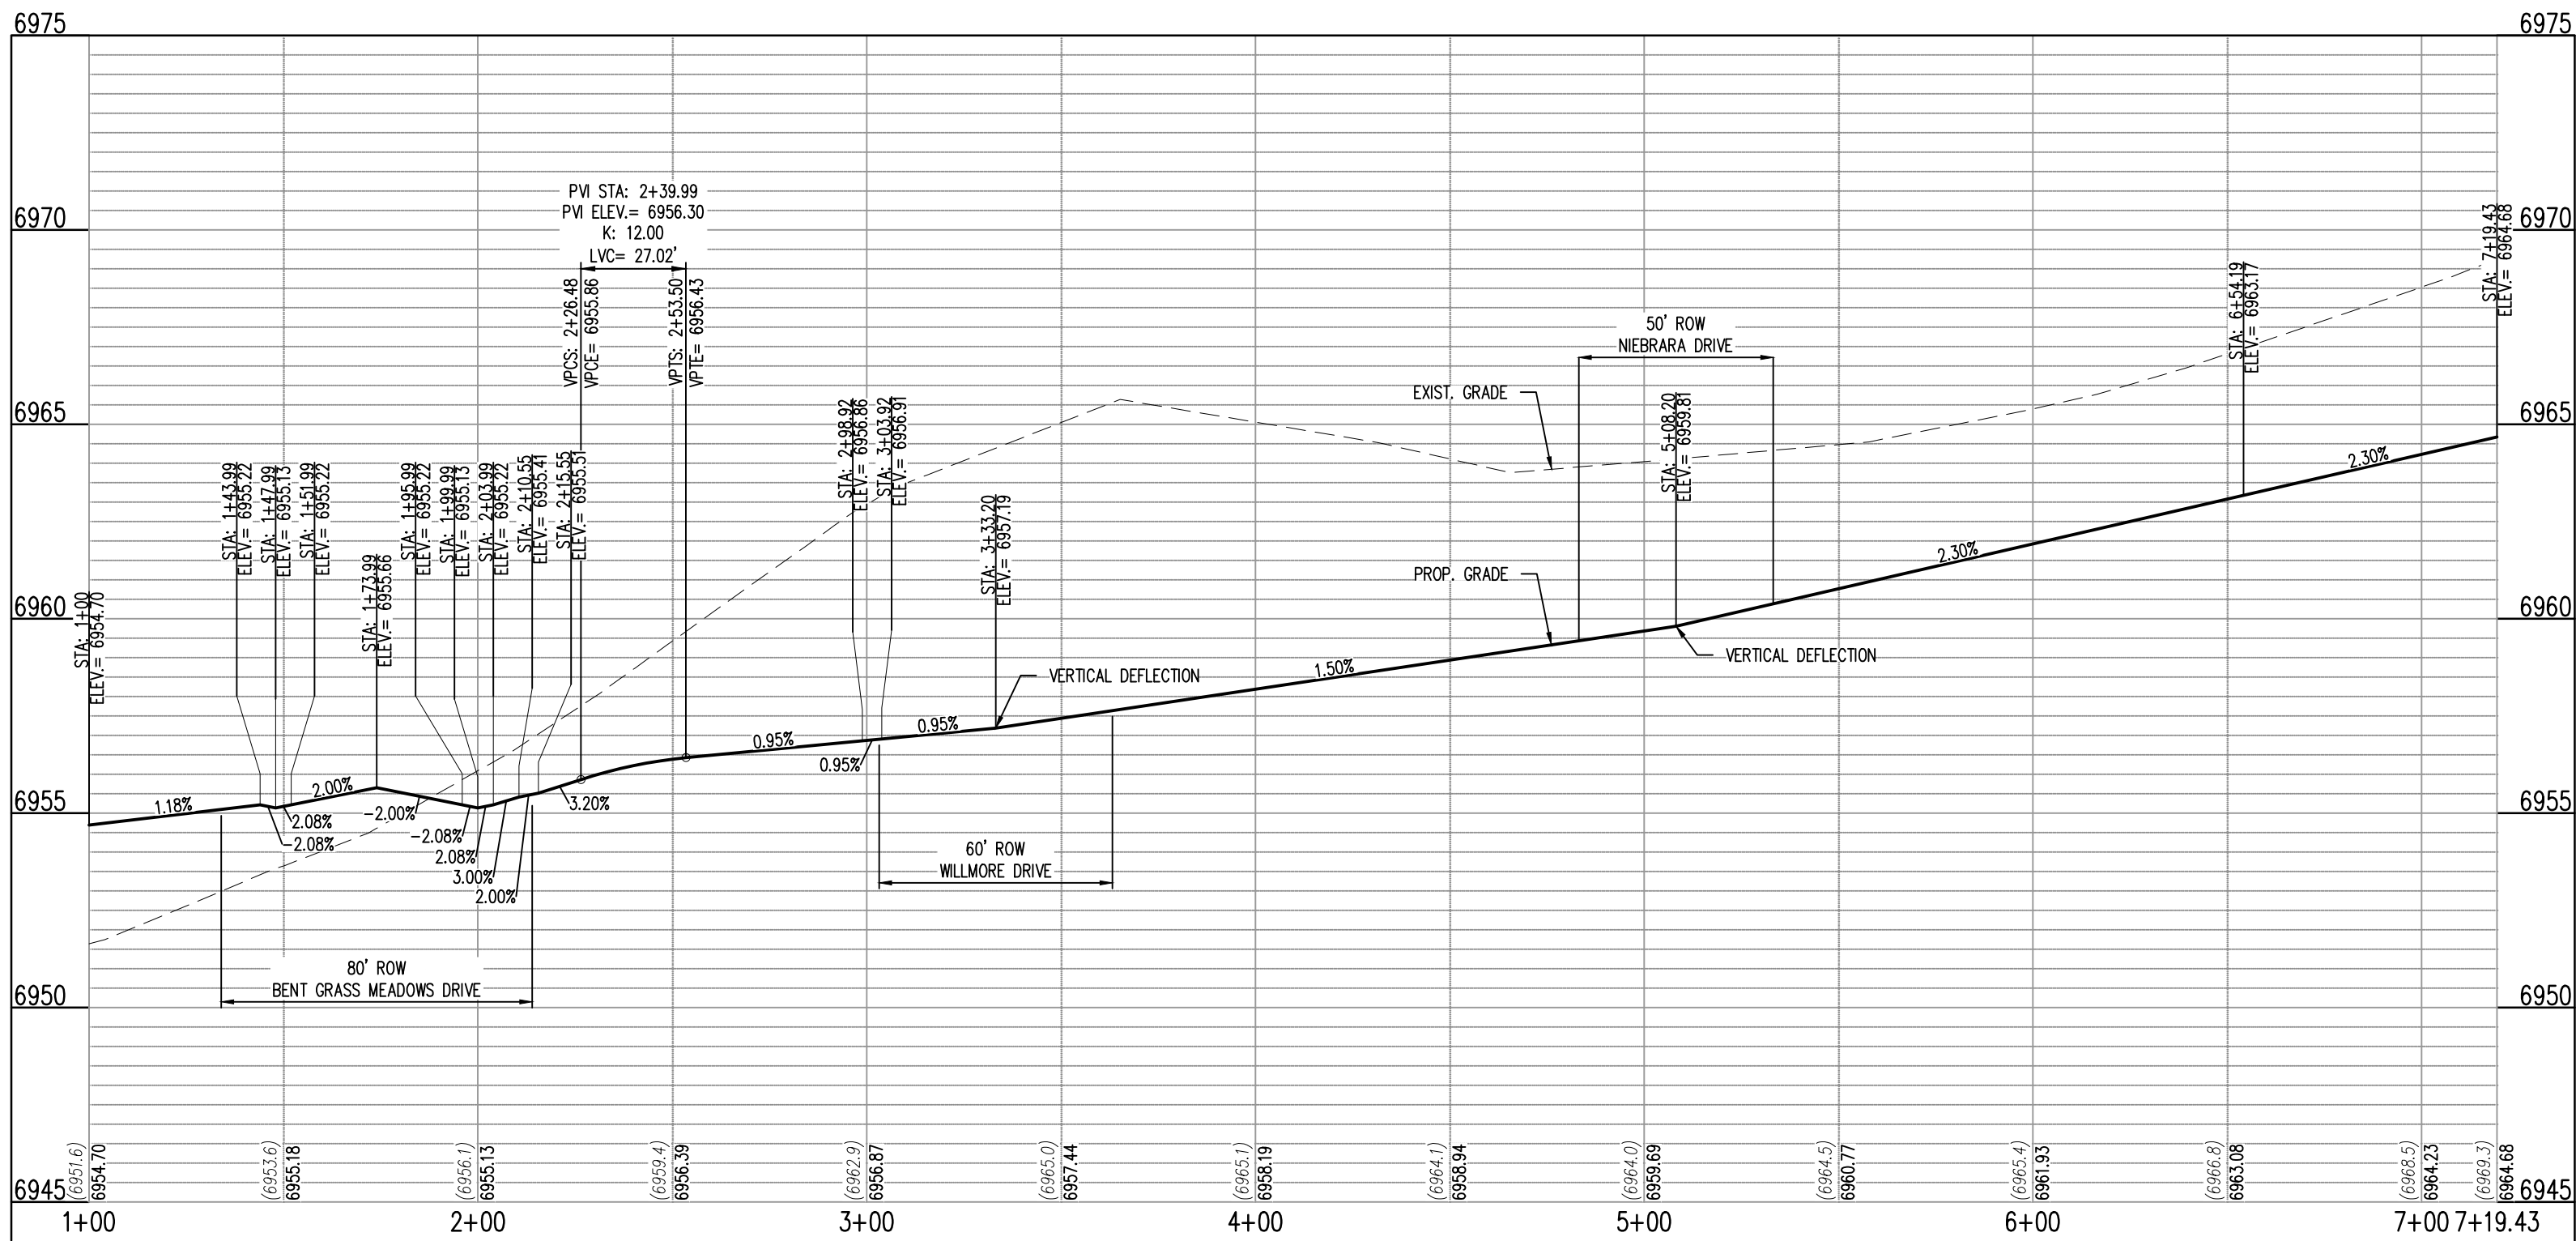 6975
6975
PVI STA: 2+39.99
PVI ELEV.= 6956.30
K: 12.00
LVC= 27.02'
6970
6970
STA: 7+19.43
ELEV.= 6964.68
VPCS: 2+26.48
VPCE= 6955.86
VPTS: 2+53.50
VPTE= 6956.43
STA: 6+54.19
ELEV.= 6963.17
50' ROW
NIEBRARA DRIVE
EXIST. GRADE
6965
6965
STA: 2+98.92
ELEV.= 6956.86
STA: 3+03.92
ELEV.= 6956.91
STA: 5+08.20
ELEV.= 6959.81
STA: 1+43.99
ELEV.= 6955.22
STA: 1+47.99
ELEV.= 6955.13
STA: 1+51.99
ELEV.= 6955.22
STA: 1+95.99
ELEV.= 6955.22
STA: 1+99.99
ELEV.= 6955.13
STA: 2+03.99
ELEV.= 6955.22
STA: 2+10.55
ELEV.= 6955.41
STA: 2+15.55
ELEV.= 6955.51
2.30%
STA: 3+33.20
ELEV.= 6957.19
STA: 1+73.99
ELEV.= 6955.66
2.30%
PROP. GRADE
6960
6960
STA: 1+00
ELEV.= 6954.70
VERTICAL DEFLECTION
VERTICAL DEFLECTION
1.50%
0.95%
0.95%
0.95%
6955
6955
1.18%
2.00%
-2.00%
3.20%
2.08%
-2.08%
-2.08%
2.08%
3.00%
2.00%
60' ROW
WILLMORE DRIVE
80' ROW
BENT GRASS MEADOWS DRIVE
6950
6950
(6951.6)
6954.70
(6953.6)
6955.18
(6956.1)
6955.13
(6959.4)
6956.39
(6962.9)
6956.87
(6965.0)
6957.44
(6965.1)
6958.19
(6964.1)
6958.94
(6964.0)
6959.69
(6964.5)
6960.77
(6965.4)
6961.93
(6966.8)
6963.08
(6968.5)
6964.23
(6969.3)
6964.68
6945
6945
1+00 2+00 3+00 4+00 5+00 6+00 7+00 7+19.43